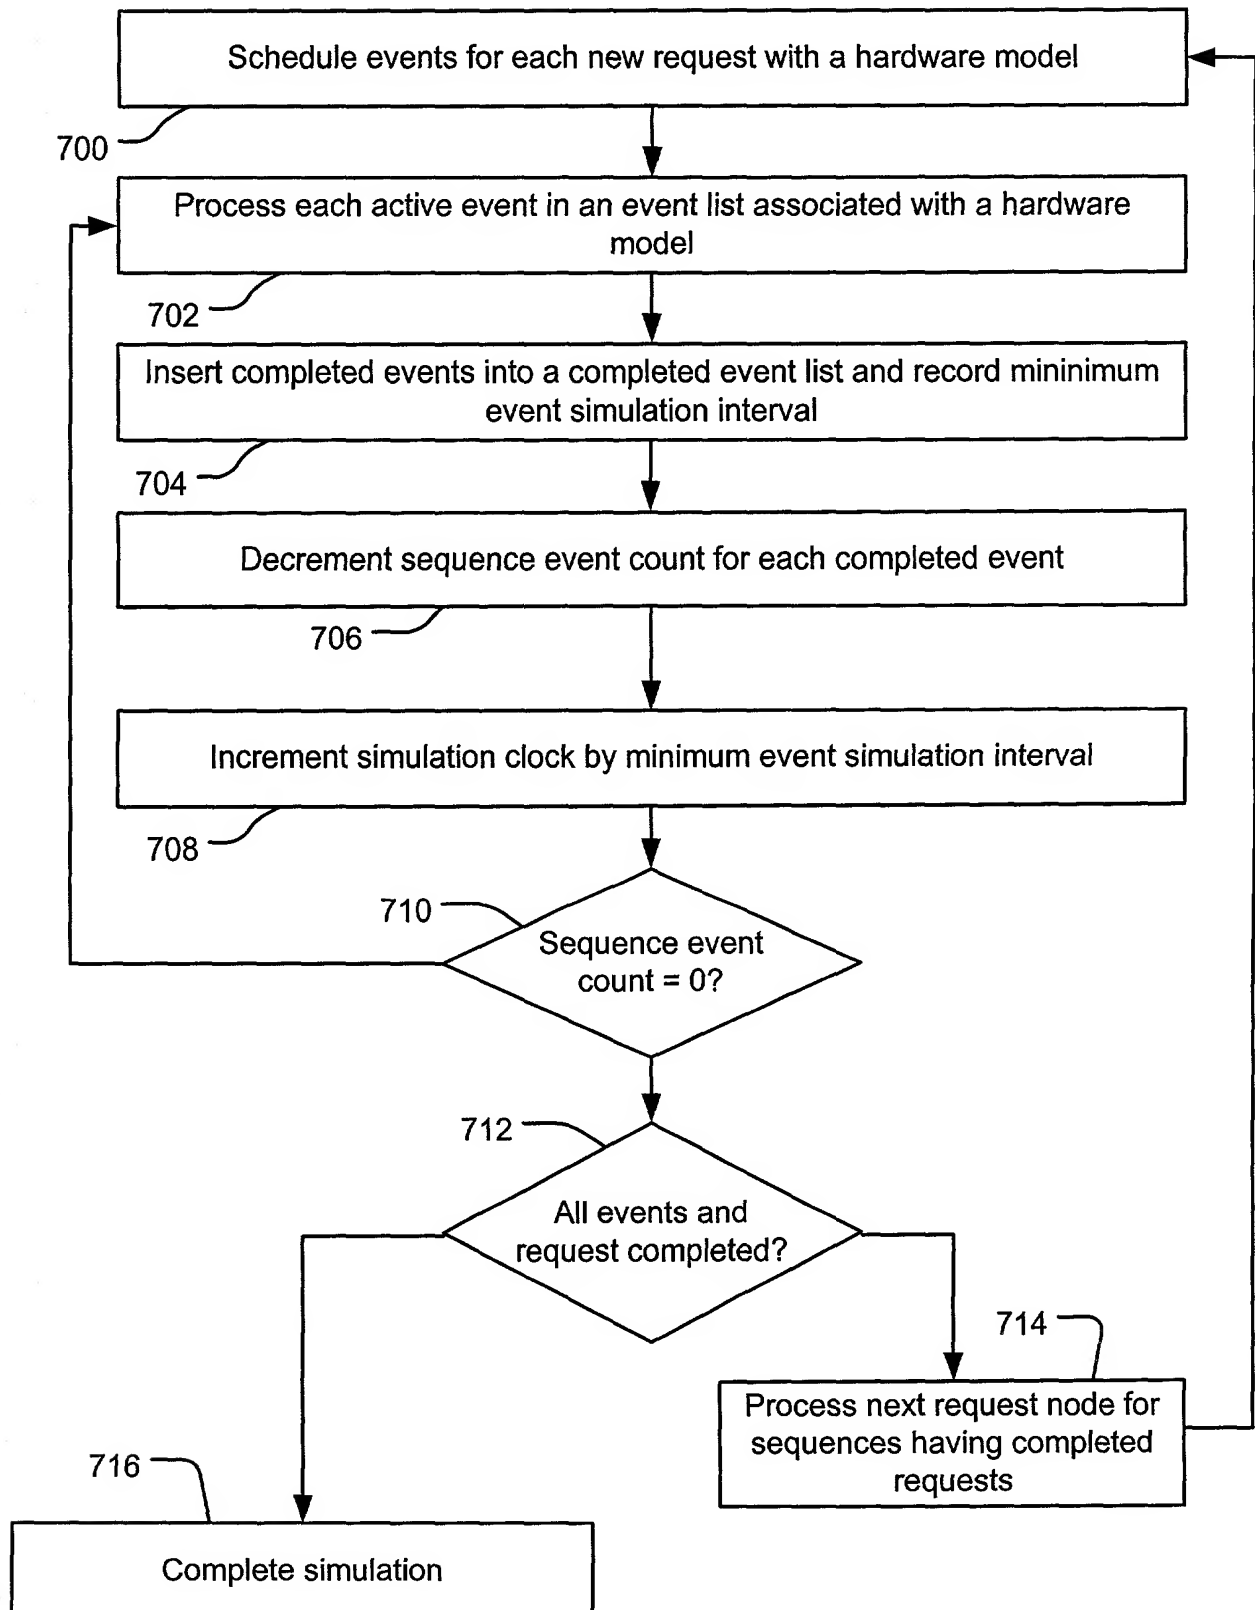 Schedule events for each new request with a hardware model
700
Process each active event in an event list associated with a hardware
model
702
Insert completed events into a completed event list and record mininimum
event simulation interval
704
Decrement sequence event count for each completed event
706
Increment simulation clock by minimum event simulation interval
708
710
Sequence event
count = 0?
712
All events and
request completed?
714
Process next request node for
sequences having completed
requests
716
Complete simulation